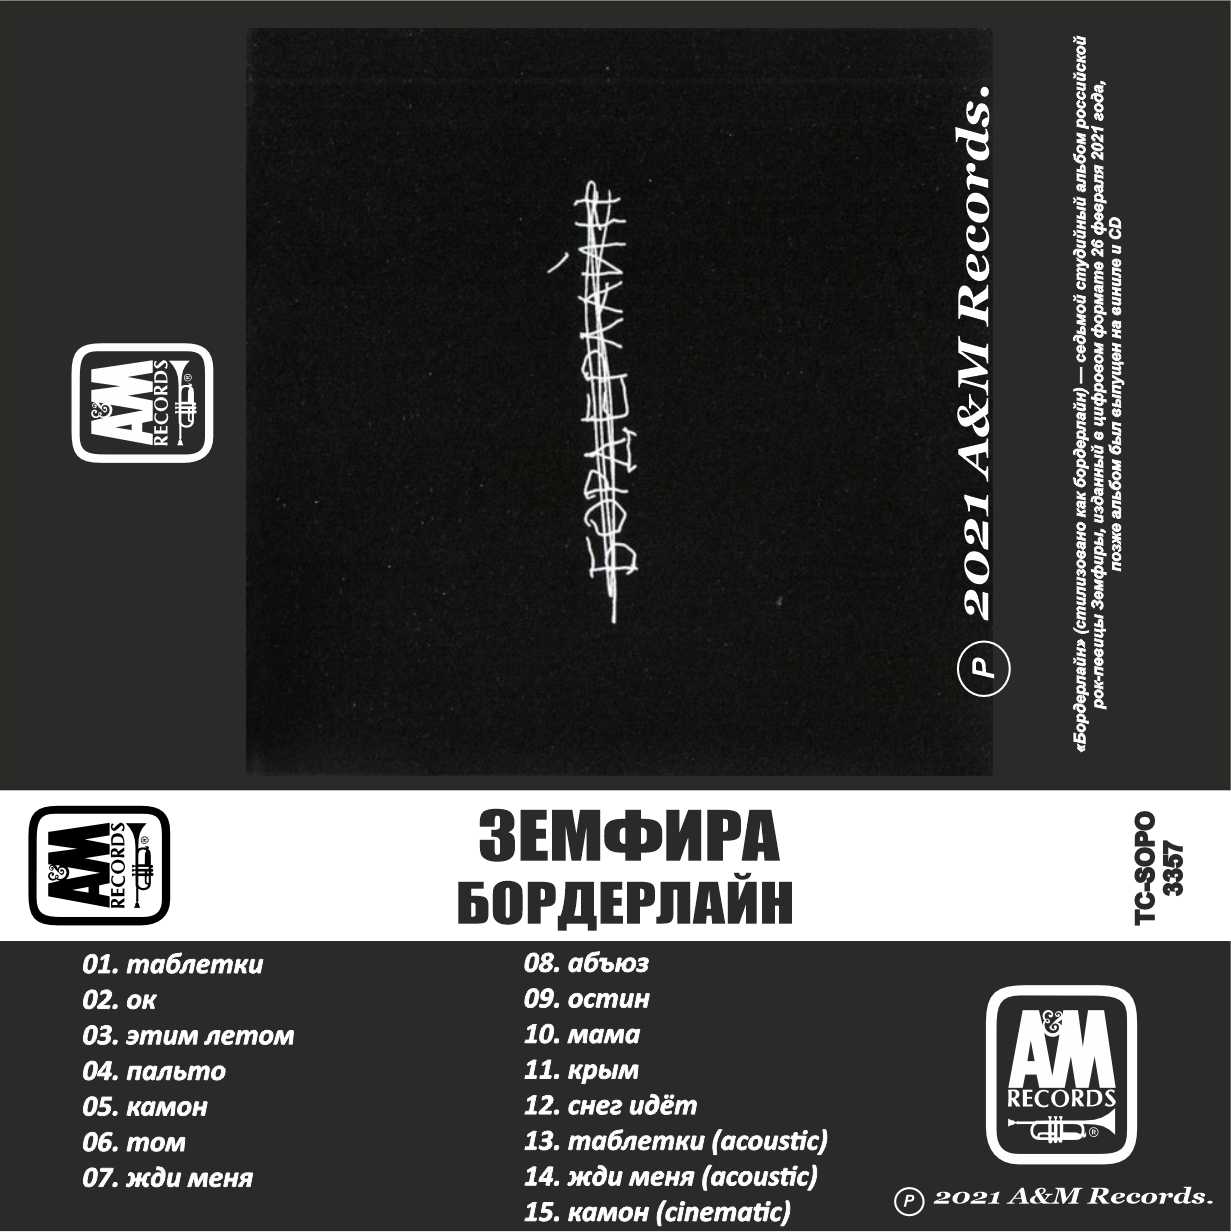 A&M
RECORDS
®
бордерлайн
Ⓟ 2021 A&M Records.
«Бордерлайн» (стилизовано как бордерлайн) — седьмой студийный альбом российской
рок-певицы Земфиры, изданный в цифровом формате 26 февраля 2021 года,
позже альбом был выпущен на виниле и CD
A&M
RECORDS
®
ЗЕМФИРА
БОРДЕРЛАЙН
TC-SOPO
3357
01. таблетки
02. ок
03. этим летом
04. пальто
05. камон
06. том
07. жди меня
08. абъюз
09. остин
10. мама
11. крым
12. снег идёт
13. таблетки (acoustic)
14. жди меня (acoustic)
15. камон (cinematic)
A&M
RECORDS
®
Ⓟ 2021 A&M Records.